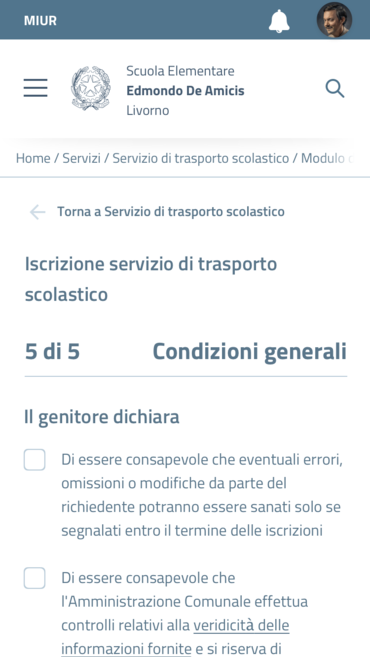 MIUR
Scuola Elementare
Edmondo De Amicis
Livorno
Home / Servizi / Servizio di trasporto scolastico / Modulo
Torna a Servizio di trasporto scolastico
Iscrizione servizio di trasporto
scolastico
5 di 5 Condizioni generali
Il genitore dichiara
Di essere consapevole che eventuali errori,
omissioni o modifiche da parte del
richiedente potranno essere sanati solo se
segnalati entro il termine delle iscrizioni
Di essere consapevole che
l'Amministrazione Comunale effettua
controlli relativi alla veridicità delle
informazioni fornite e si riserva di